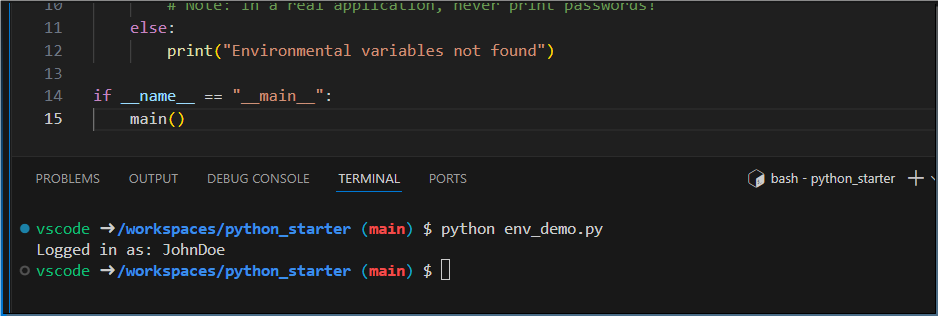 10 # Note: in a real application, never print passwords!
11 else:
12 print("Environmental variables not found")
13
14 if __name__ == "__main__":
15 main()
PROBLEMS OUTPUT DEBUG CONSOLE TERMINAL PORTS bash - python_starter
vscode ➜ /workspaces/python_starter (main) $ python env_demo.py
Logged in as: JohnDoe
vscode ➜ /workspaces/python_starter (main) $